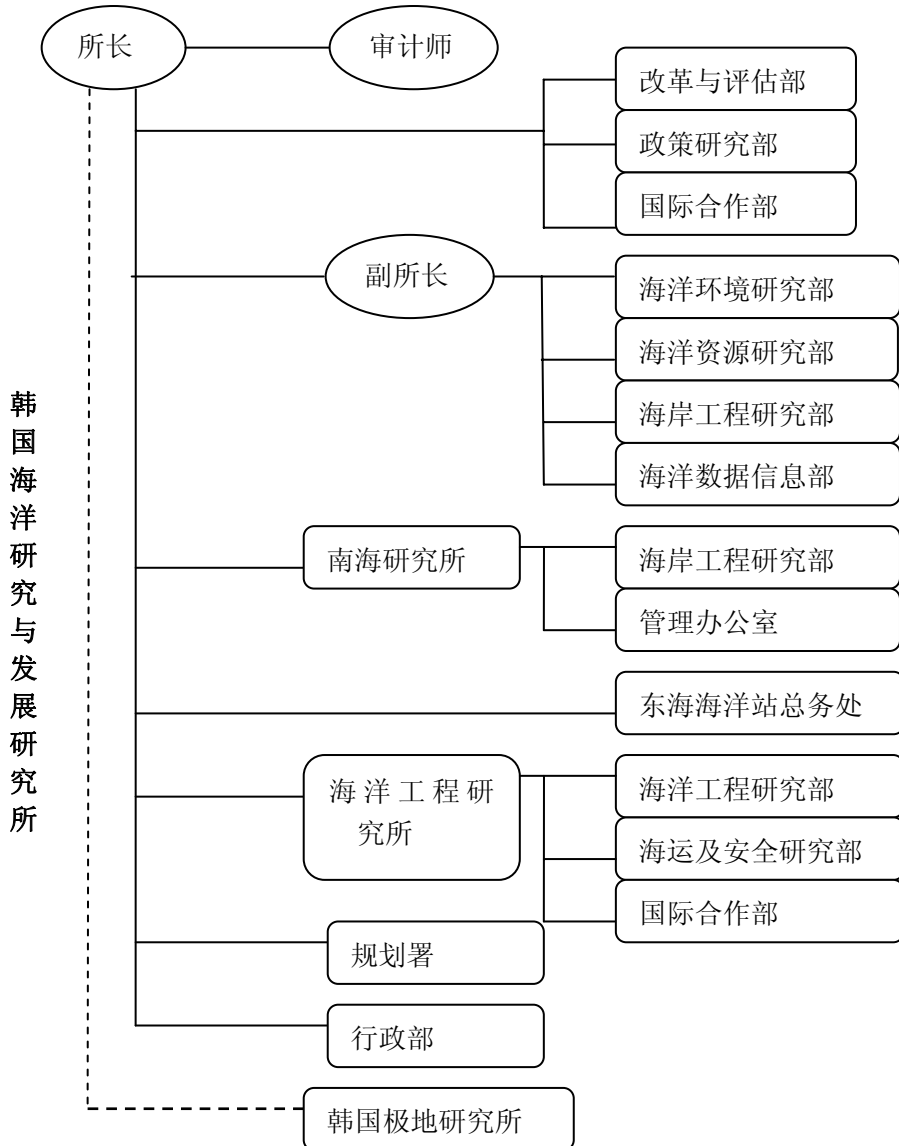 所长
审计师
改革与评估部
政策研究部
国际合作部
副所长
海洋环境研究部
海洋资源研究部
海岸工程研究部
海洋数据信息部
韩国海洋研究与发展研究所
南海研究所
海岸工程研究部
管理办公室
东海海洋站总务处
海洋工程研
究所
海洋工程研究部
海运及安全研究部
国际合作部
规划署
行政部
韩国极地研究所